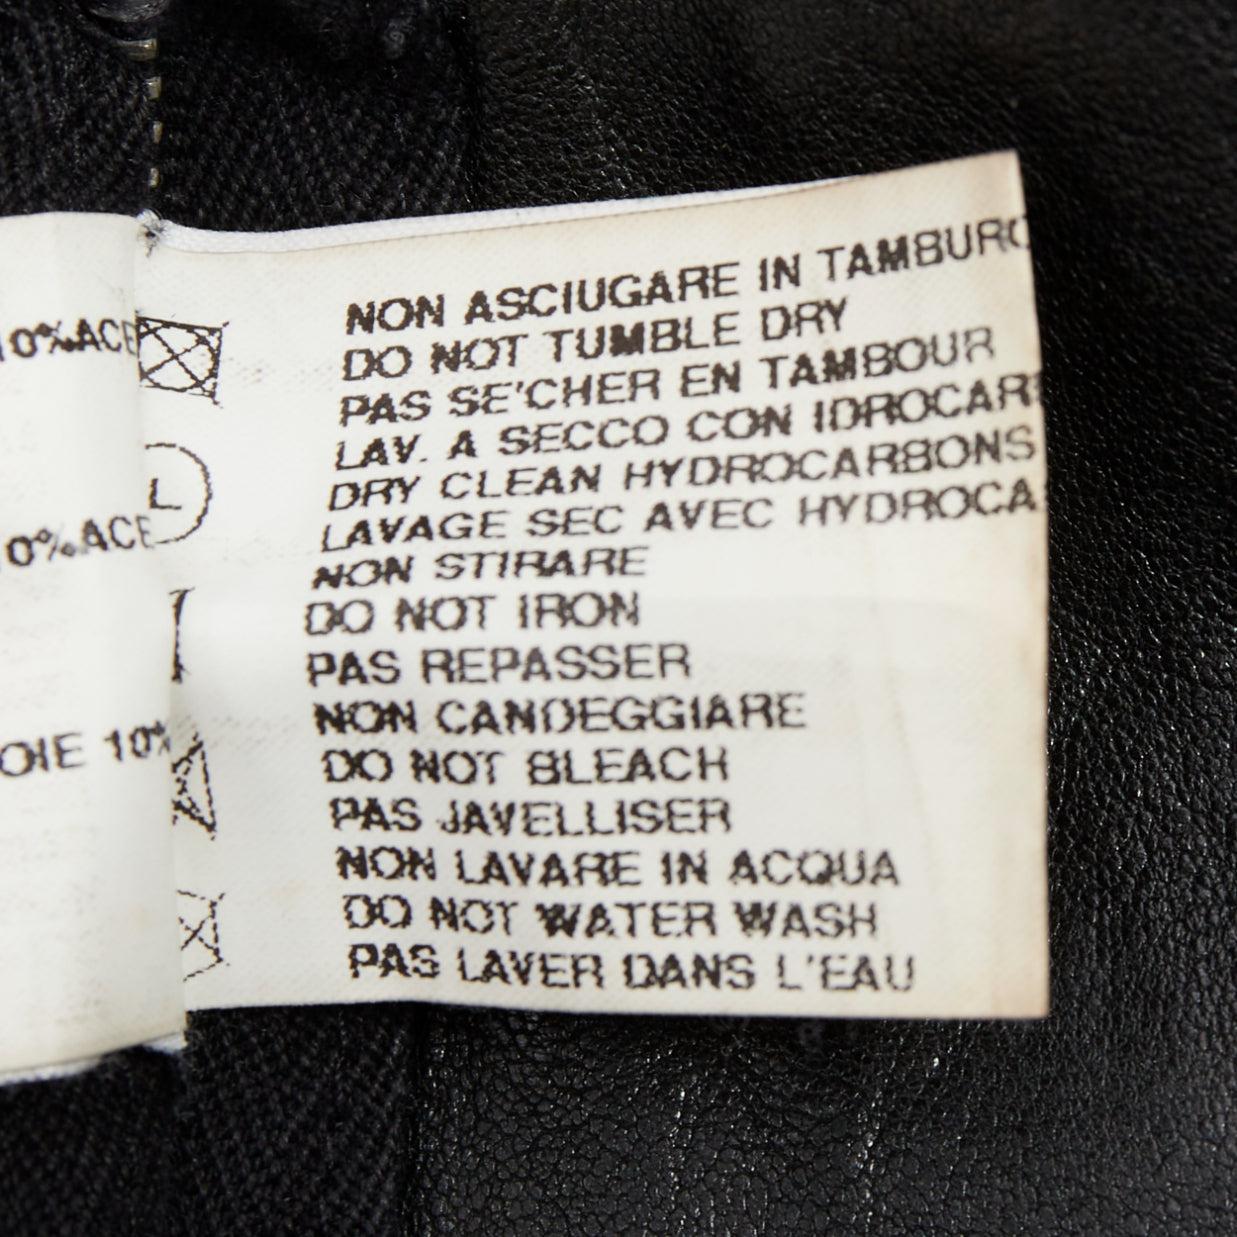 NON ASCIUGARE IN TAMBURO
DO NOT TUMBLE DRY
PAS SE'CHER EN TAMBOUR
LAV. A SECCO CON IDROCAR
DRY CLEAN HYDROCARBONS
LAVAGE SEC AVEC HYDROCA
NON STIRARE
DO NOT IRON
PAS REPASSER
NON CANDEGGIARE
DO NOT BLEACH
PAS JAVELLISER
NON LAVARE IN ACQUA
DO NOT WATER WASH
PAS LAVER DANS L'EAU
10%ACE
L
10%ACE
OIE 10%